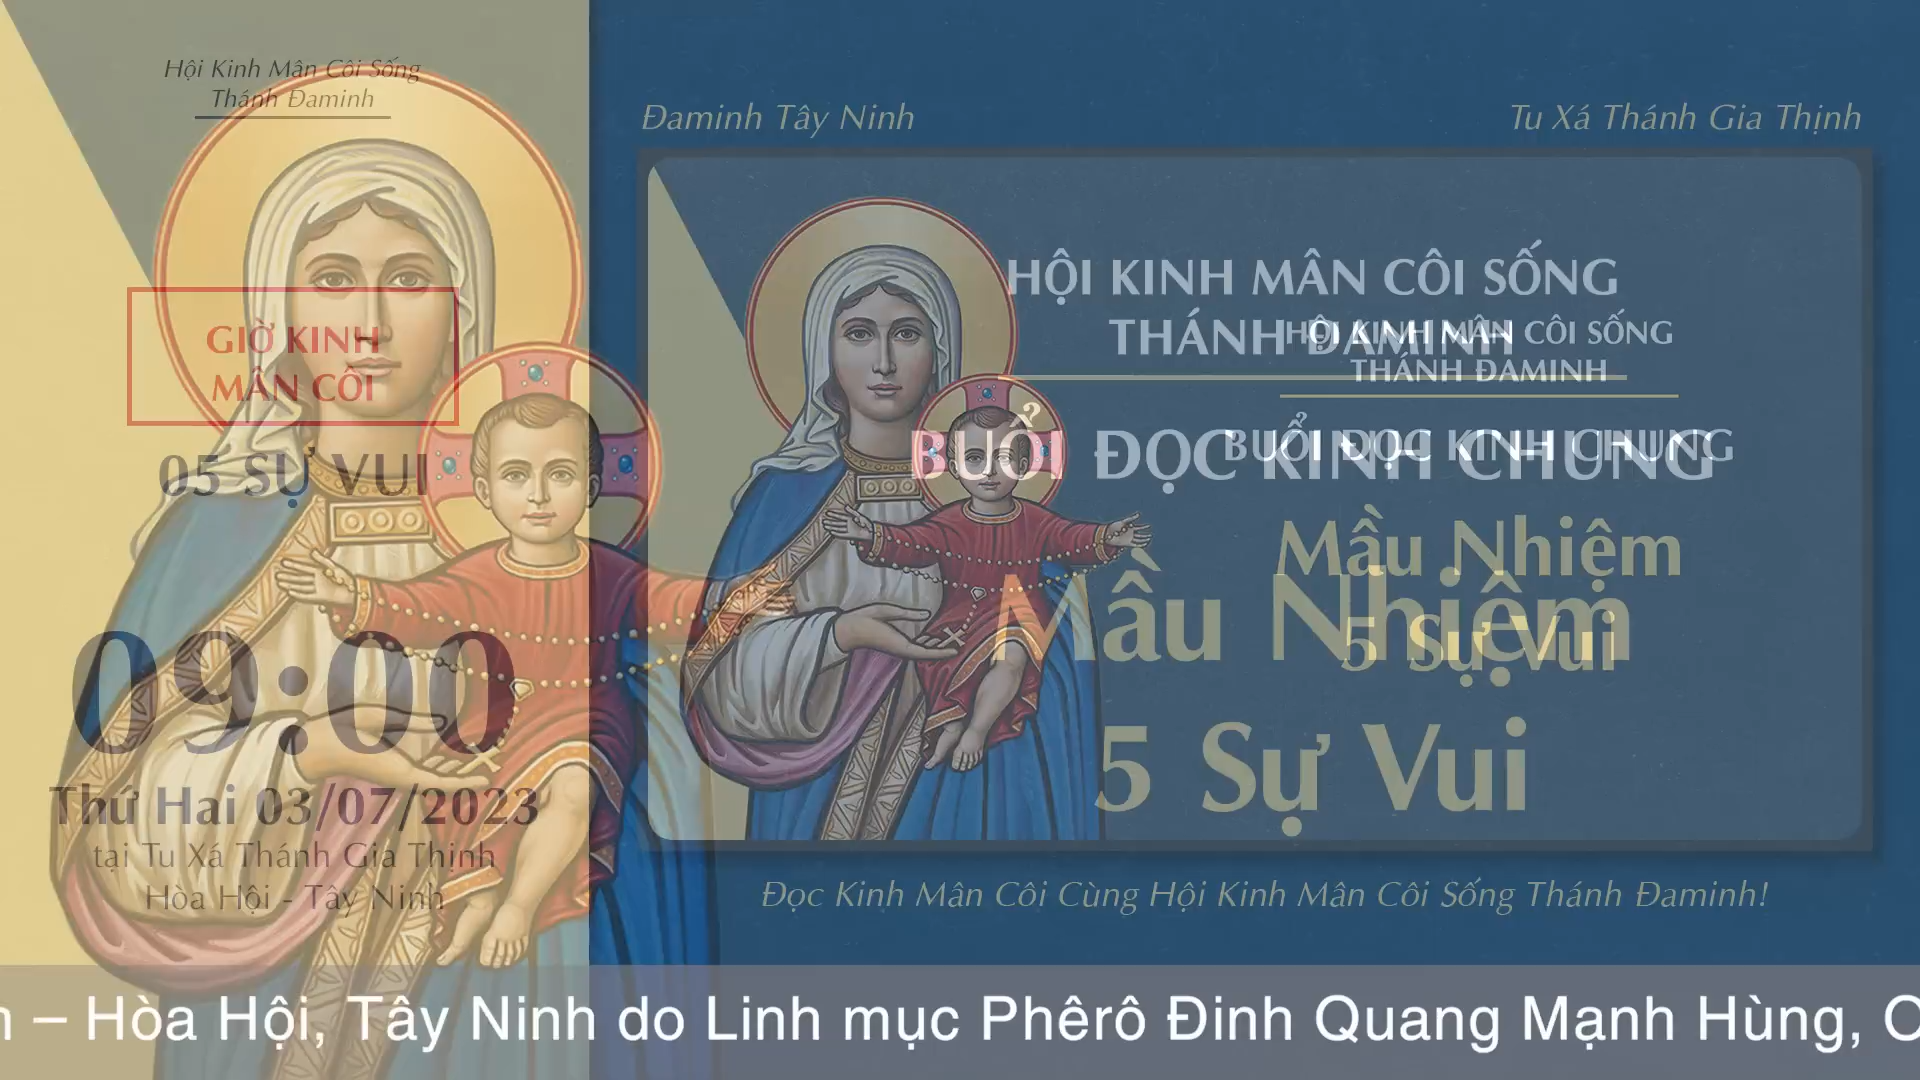 Hội Kinh Mân Côi Sống
Thánh Đaminh
GIỜ KINH
MÂN CÔI
05 SỰ VUI
09:00
Thứ Hai 03/07/2023
tại Tu Xá Thánh Gia Thịnh
Hòa Hội - Tây Ninh
Đaminh Tây Ninh
Tu Xá Thánh Gia Thịnh
HỘI KINH MÂN CÔI SỐNG
THÁNH ĐAMINH
BUỔI ĐỌC KINH CHUNG
Mầu Nhiệm
5 Sự Vui
HỘI KINH MÂN CÔI SỐNG
THÁNH ĐAMINH
BUỔI ĐỌC KINH CHUNG
Mầu Nhiệm
5 Sự Vui
Đọc Kinh Mân Côi Cùng Hội Kinh Mân Côi Sống Thánh Đaminh!
– Hòa Hội, Tây Ninh do Linh mục Phêrô Đinh Quang Mạnh Hùng,